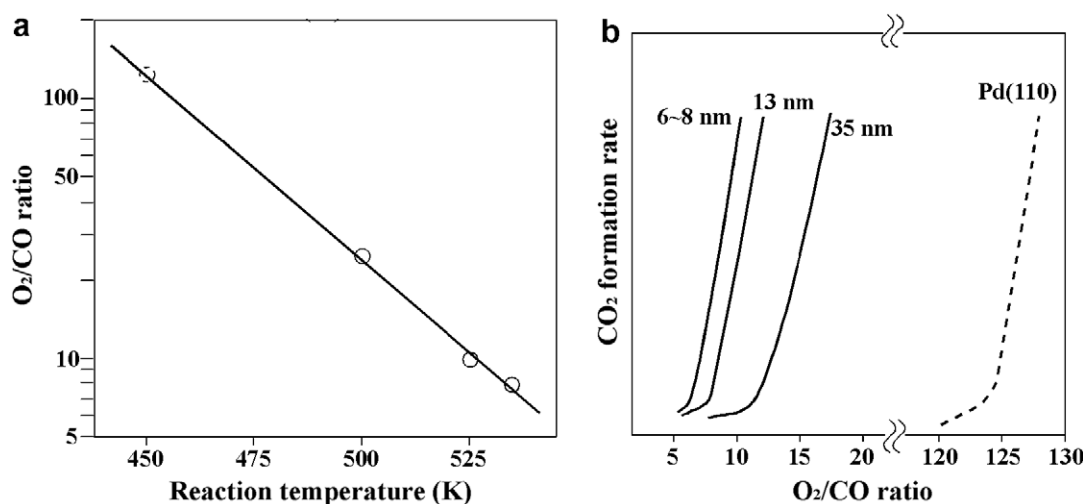 a
O₂/CO ratio
100
50
10
5
450
475
500
525
Reaction temperature (K)
b
CO₂ formation rate
6~8 nm
13 nm
35 nm
Pd(110)
5
10
15
20
120
125
130
O₂/CO ratio